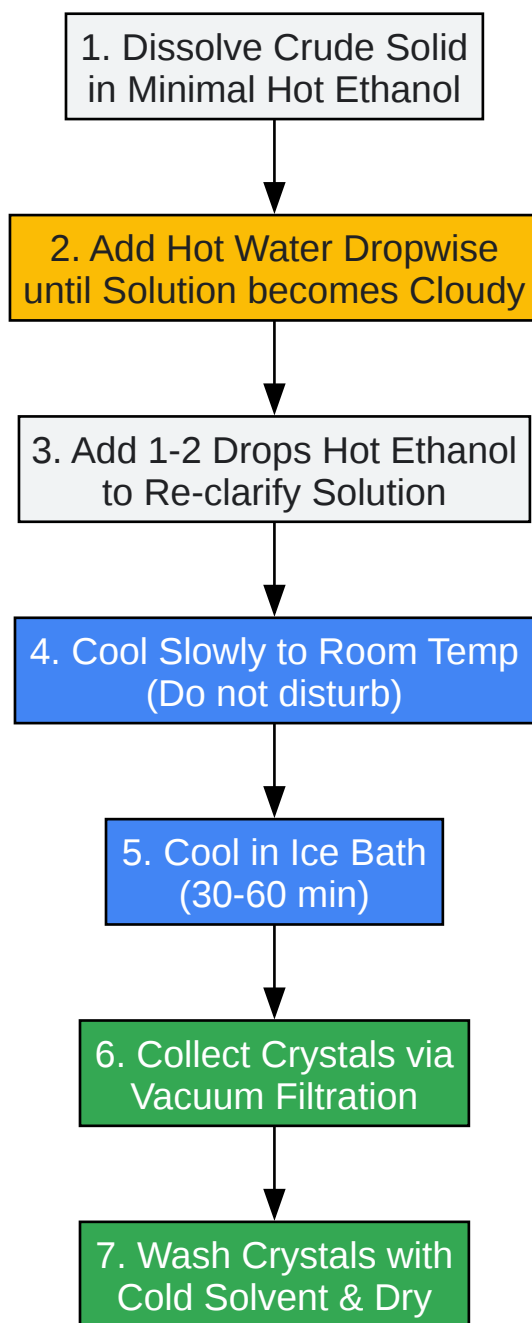 1. Dissolve Crude Solid
in Minimal Hot Ethanol
2. Add Hot Water Dropwise
until Solution becomes Cloudy
3. Add 1-2 Drops Hot Ethanol
to Re-clarify Solution
4. Cool Slowly to Room Temp
(Do not disturb)
5. Cool in Ice Bath
(30-60 min)
6. Collect Crystals via
Vacuum Filtration
7. Wash Crystals with
Cold Solvent & Dry